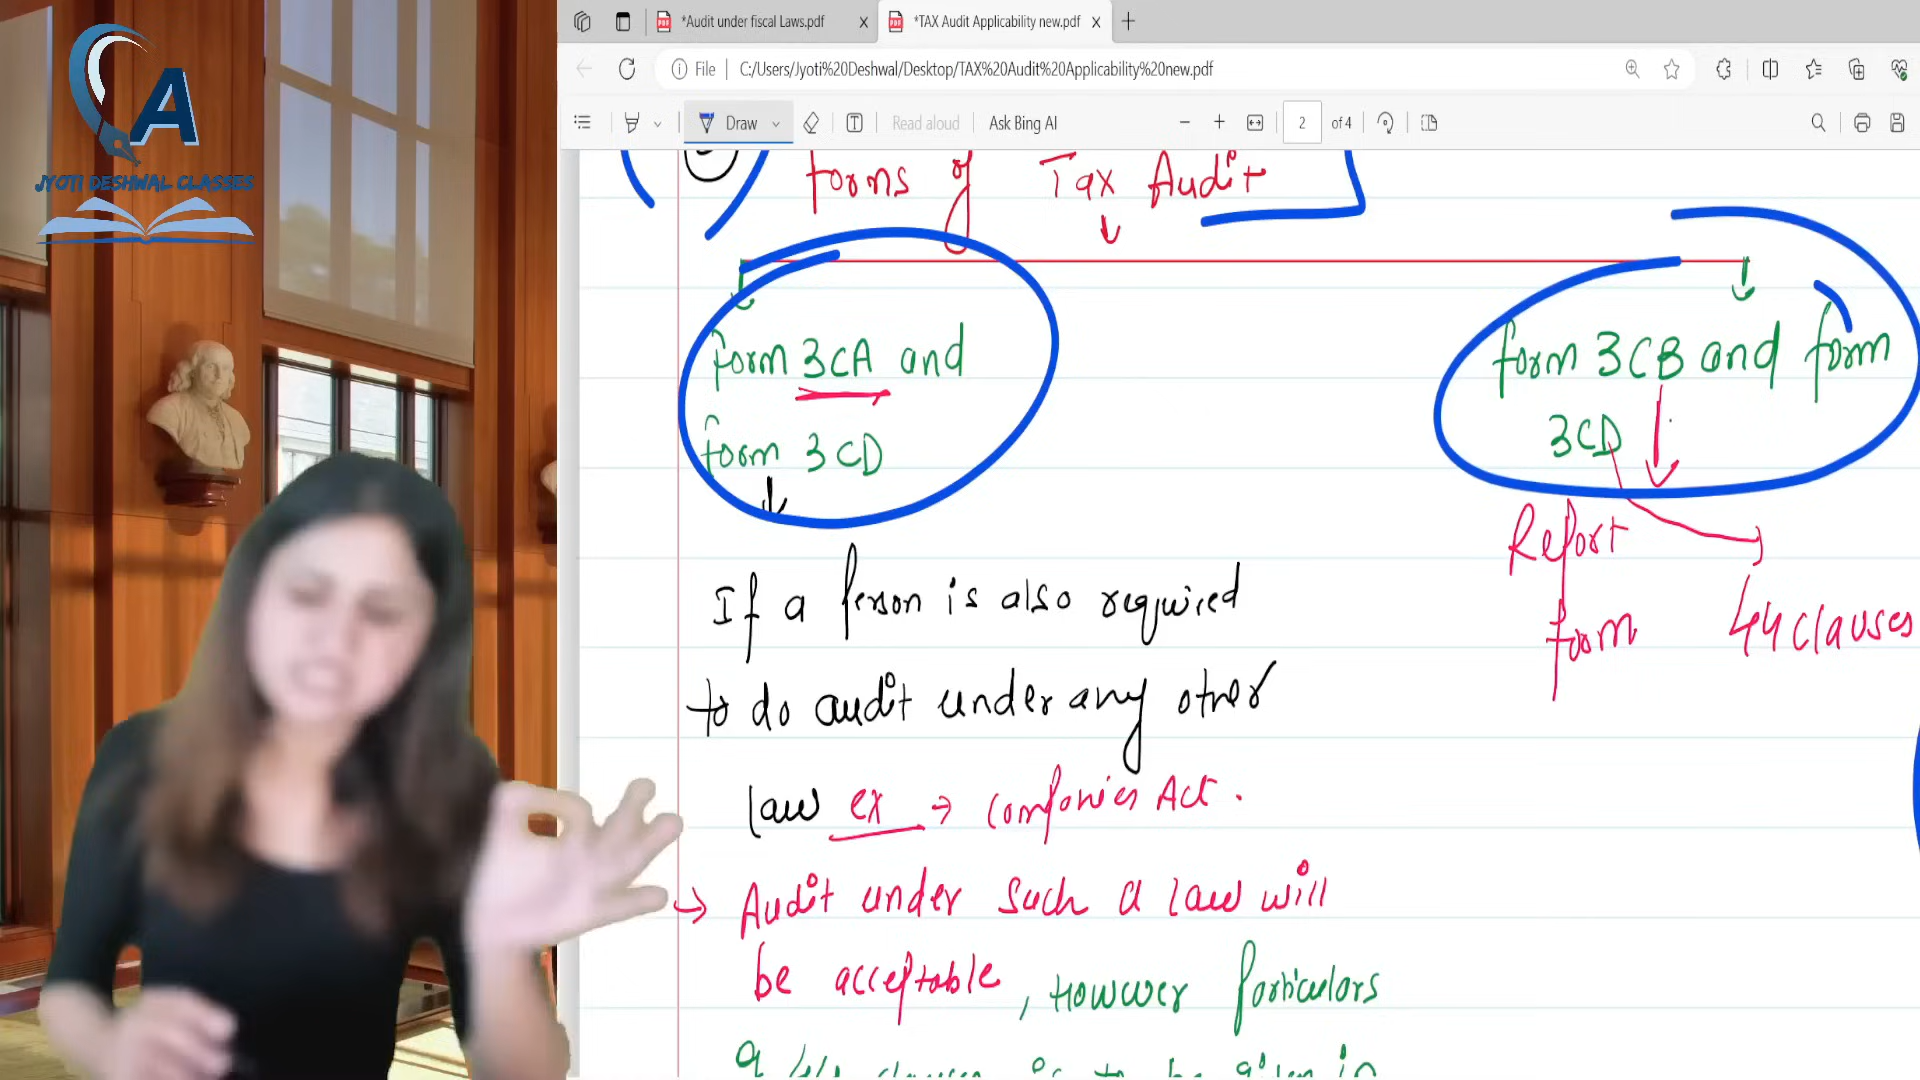 A
JYOTI DESHWAL CLASSES
*Audit under fiscal Laws.pdf
*TAX Audit Applicability new.pdf
File
C:/Users/Jyoti%20Deshwal/Desktop/TAX%20Audit%20Applicability%20new.pdf
Draw
Read aloud
Ask Bing AI
2 of 4
forms of Tax Audit
form 3CA and
form 3CD
form 3CB and form
3CD
Report
form
44 clauses
If a person is also required
to do audit under any other
law ex → Companies Act.
→ Audit under such a law will
be acceptable, However particulars